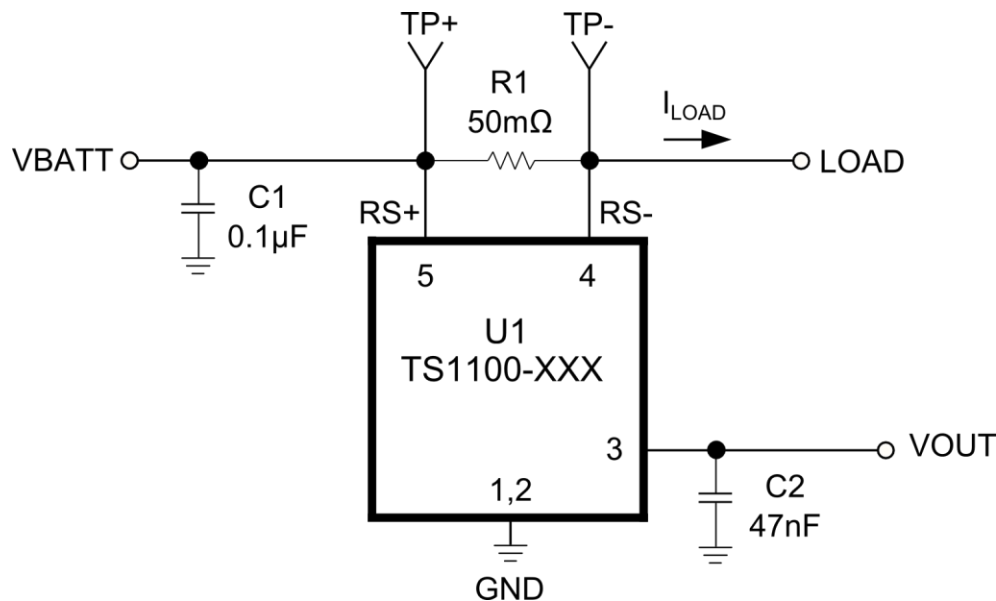 TP+
TP-
R1
50mΩ
I_LOAD
VBATT
LOAD
C1
0.1µF
RS+
RS-
5
4
U1
TS1100-XXX
3
VOUT
1,2
C2
47nF
GND